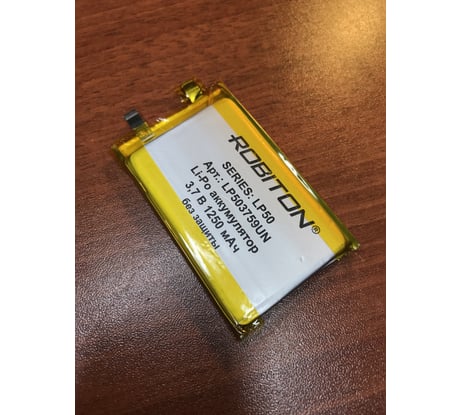 ROBITON®
SERIES: LP50
Арт.: LP503759UN
Li-Po аккумулятор
3,7 В 1250 мАч
без защиты